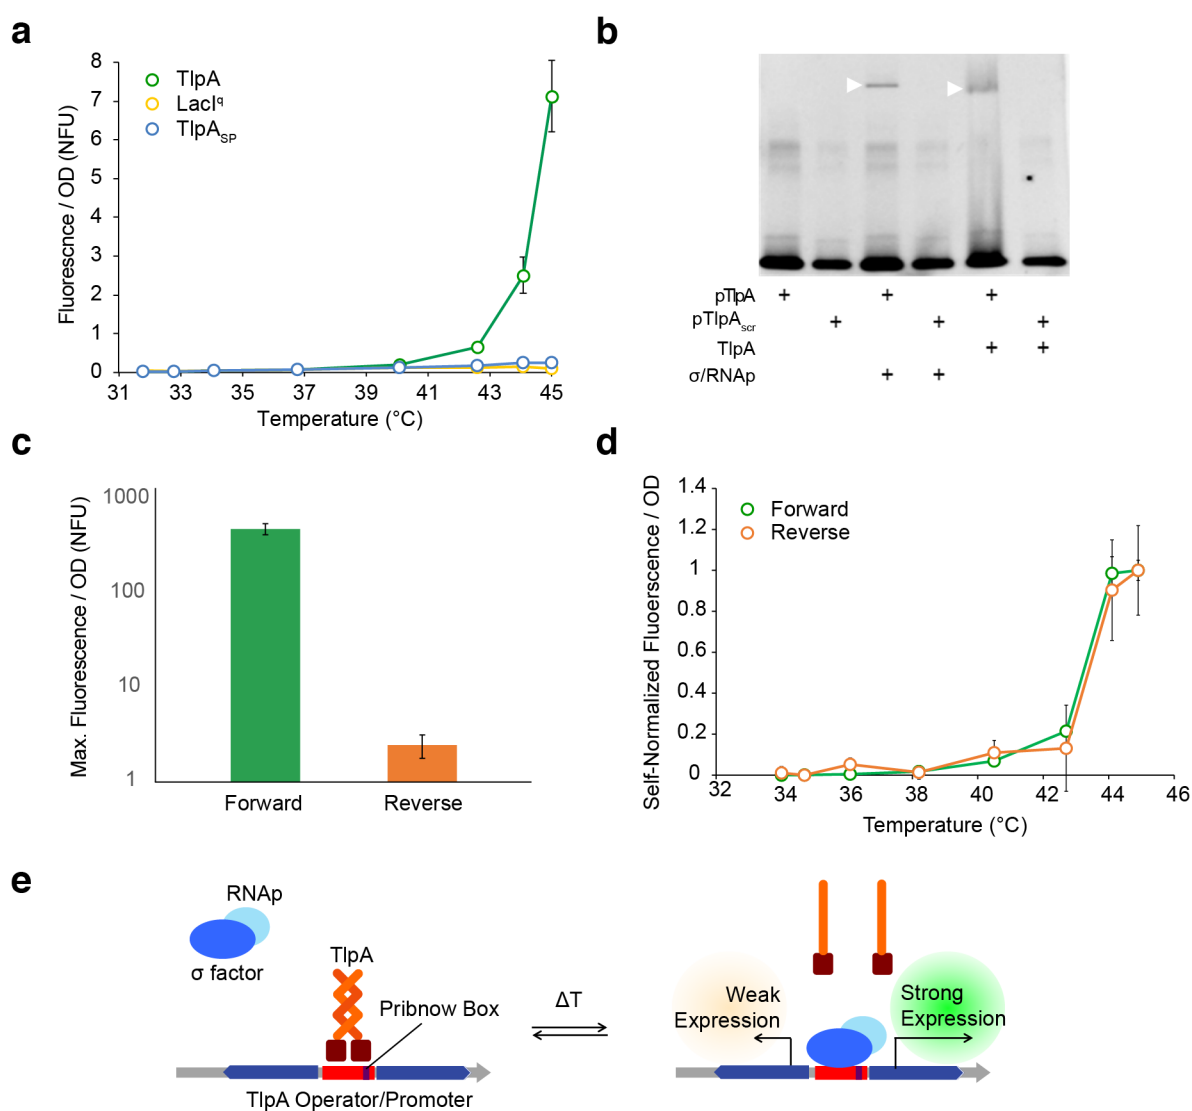 a
8
7
6
5
4
3
2
1
0
Fluorescnce / OD (NFU)
TlpA
LacIq
TlpASP
31 33 35 37 39 41 43 45
Temperature (°C)
b
pTlpA + + +
pTlpAscr + + +
TlpA + +
σ/RNAp + +
c
1000
100
10
1
Max. Fluorescence / OD (NFU)
Forward Reverse
d
1.4
1.2
1
0.8
0.6
0.4
0.2
0
Self-Normalized Fluoerscence / OD
Forward
Reverse
32 34 36 38 40 42 44 46
Temperature (°C)
e
RNAp
σ factor
TlpA
Pribnow Box
TlpA Operator/Promoter
ΔT
Weak
Expression
Strong
Expression